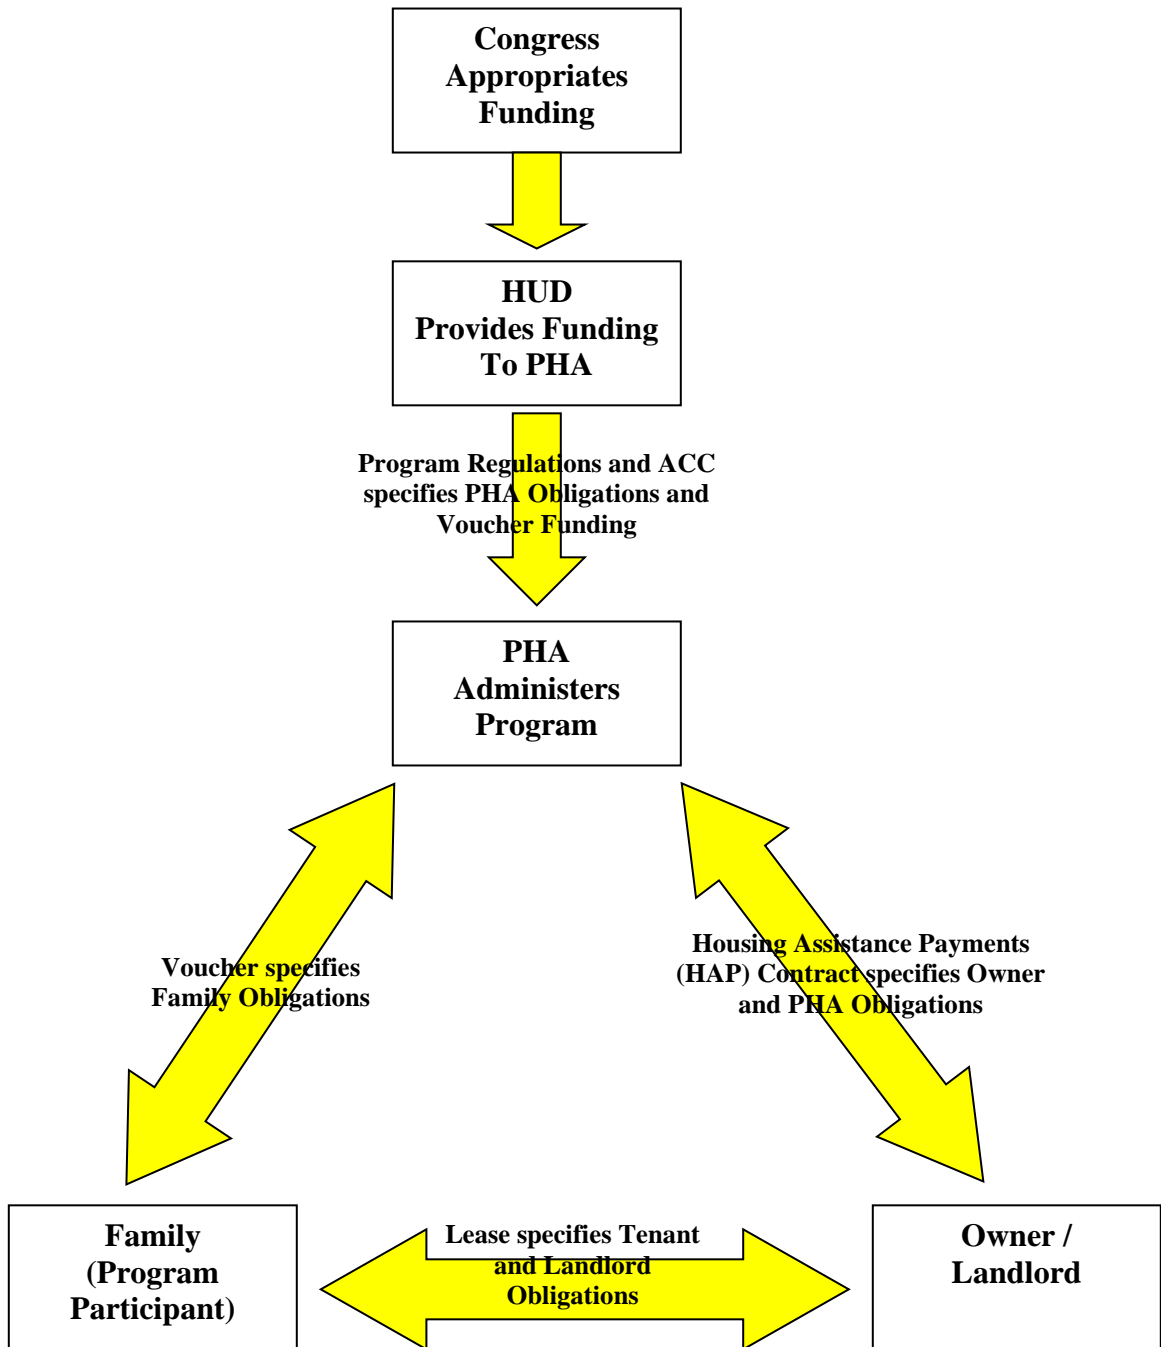 Congress
Appropriates
Funding
HUD
Provides Funding
To PHA
Program Regulations and ACC
specifies PHA Obligations and
Voucher Funding
PHA
Administers
Program
Voucher specifies
Family Obligations
Housing Assistance Payments
(HAP) Contract specifies Owner
and PHA Obligations
Family
(Program
Participant)
Lease specifies Tenant
and Landlord
Obligations
Owner /
Landlord